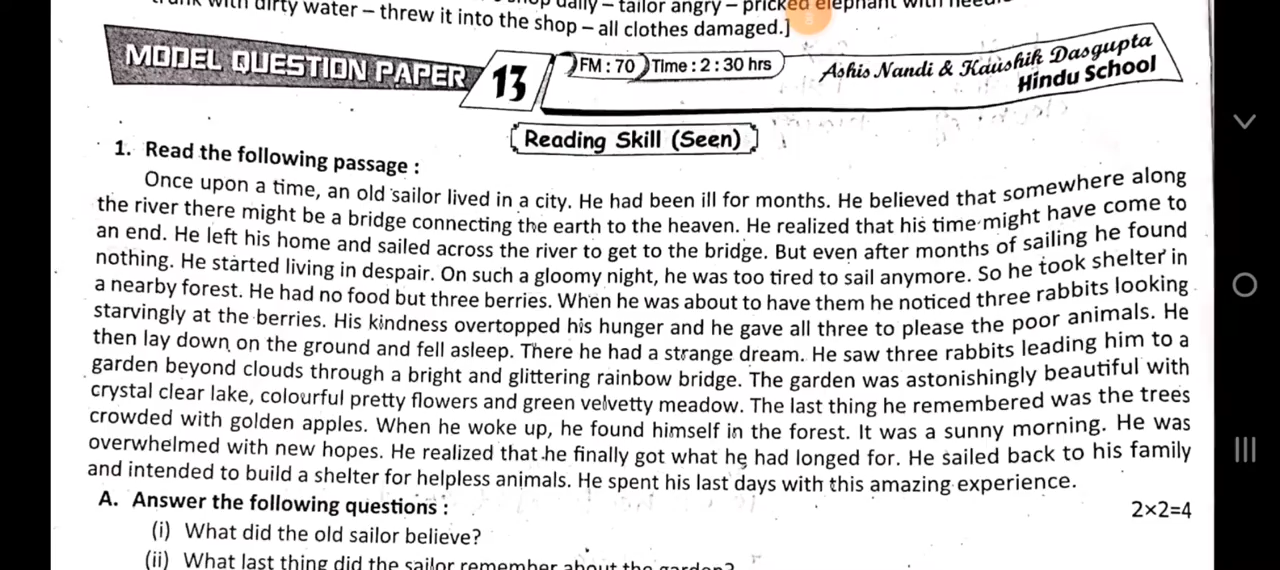 with dirty water – threw it into the shop – all clothes damaged.]
daily – tailor angry – pricked elephant with
MODEL QUESTION PAPER 13 FM : 70 Time : 2 : 30 hrs Ashis Nandi & Kaushik Dasgupta
Hindu School
Reading Skill (Seen)
1. Read the following passage :
Once upon a time, an old sailor lived in a city. He had been ill for months. He believed that somewhere along
the river there might be a bridge connecting the earth to the heaven. He realized that his time might have come to
an end. He left his home and sailed across the river to get to the bridge. But even after months of sailing he found
nothing. He started living in despair. On such a gloomy night, he was too tired to sail anymore. So he took shelter in
a nearby forest. He had no food but three berries. When he was about to have them he noticed three rabbits looking
starvingly at the berries. His kindness overtopped his hunger and he gave all three to please the poor animals. He
then lay down on the ground and fell asleep. There he had a strange dream. He saw three rabbits leading him to a
garden beyond clouds through a bright and glittering rainbow bridge. The garden was astonishingly beautiful with
crystal clear lake, colourful pretty flowers and green velvetty meadow. The last thing he remembered was the trees
crowded with golden apples. When he woke up, he found himself in the forest. It was a sunny morning. He was
overwhelmed with new hopes. He realized that he finally got what he had longed for. He sailed back to his family
and intended to build a shelter for helpless animals. He spent his last days with this amazing experience.
A. Answer the following questions : 2×2=4
(i) What did the old sailor believe?
(ii) What last thing did the sailor remember about the garden?